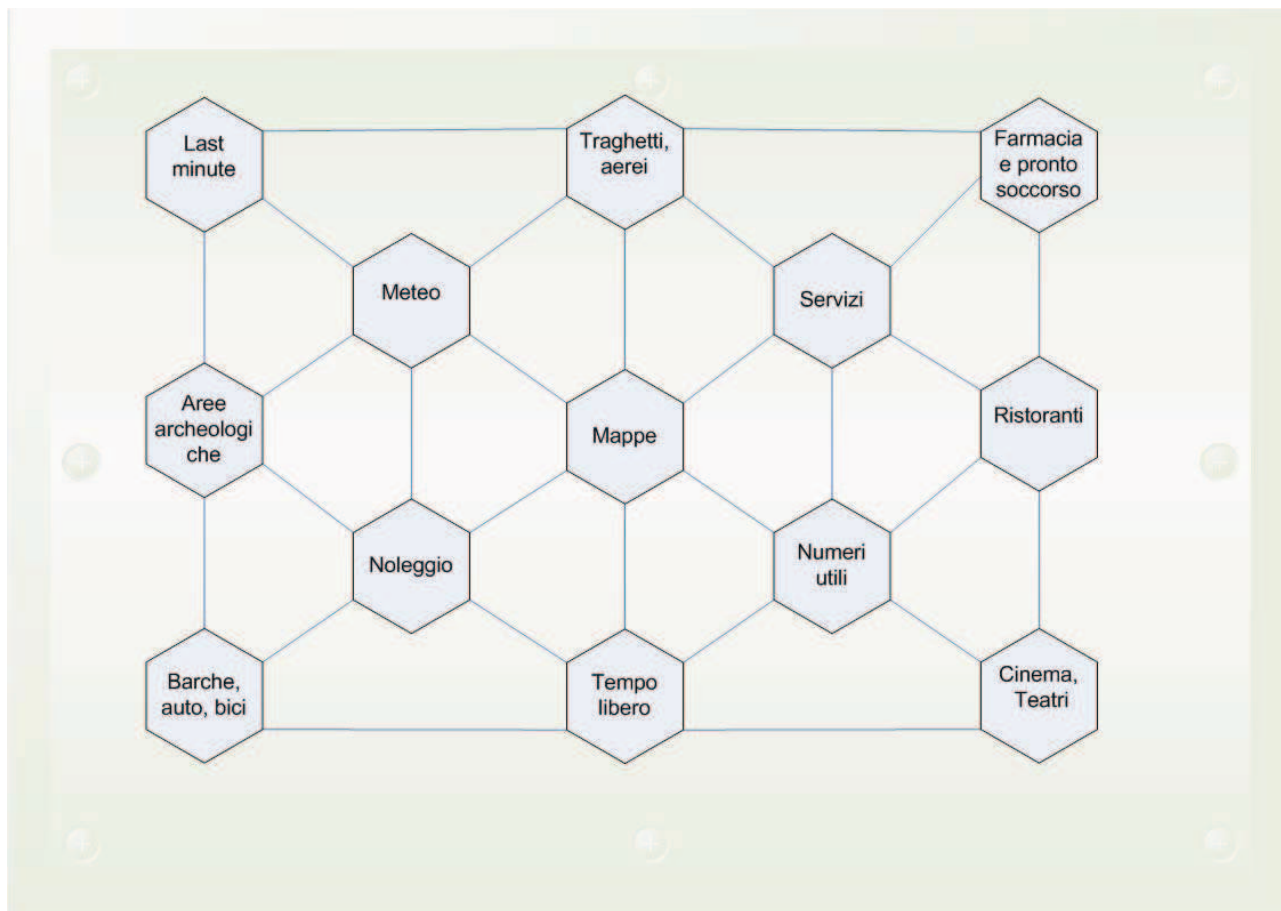 Last
minute
Traghetti,
aerei
Farmacia
e pronto
soccorso
Meteo
Servizi
Aree
archeologi
che
Mappe
Ristoranti
Noleggio
Numeri
utili
Barche,
auto, bici
Tempo
libero
Cinema,
Teatri